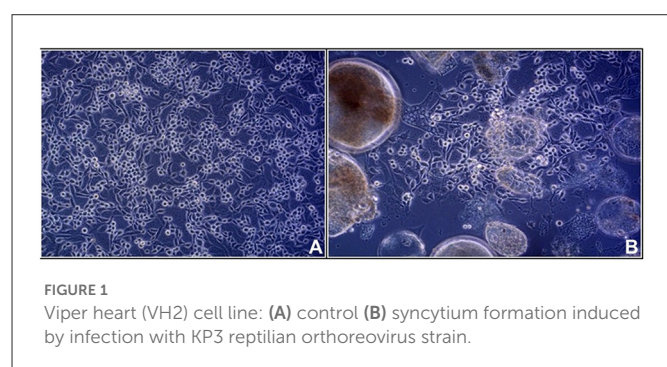 A
B
FIGURE 1
Viper heart (VH2) cell line: (A) control (B) syncytium formation induced
by infection with KP3 reptilian orthoreovirus strain.